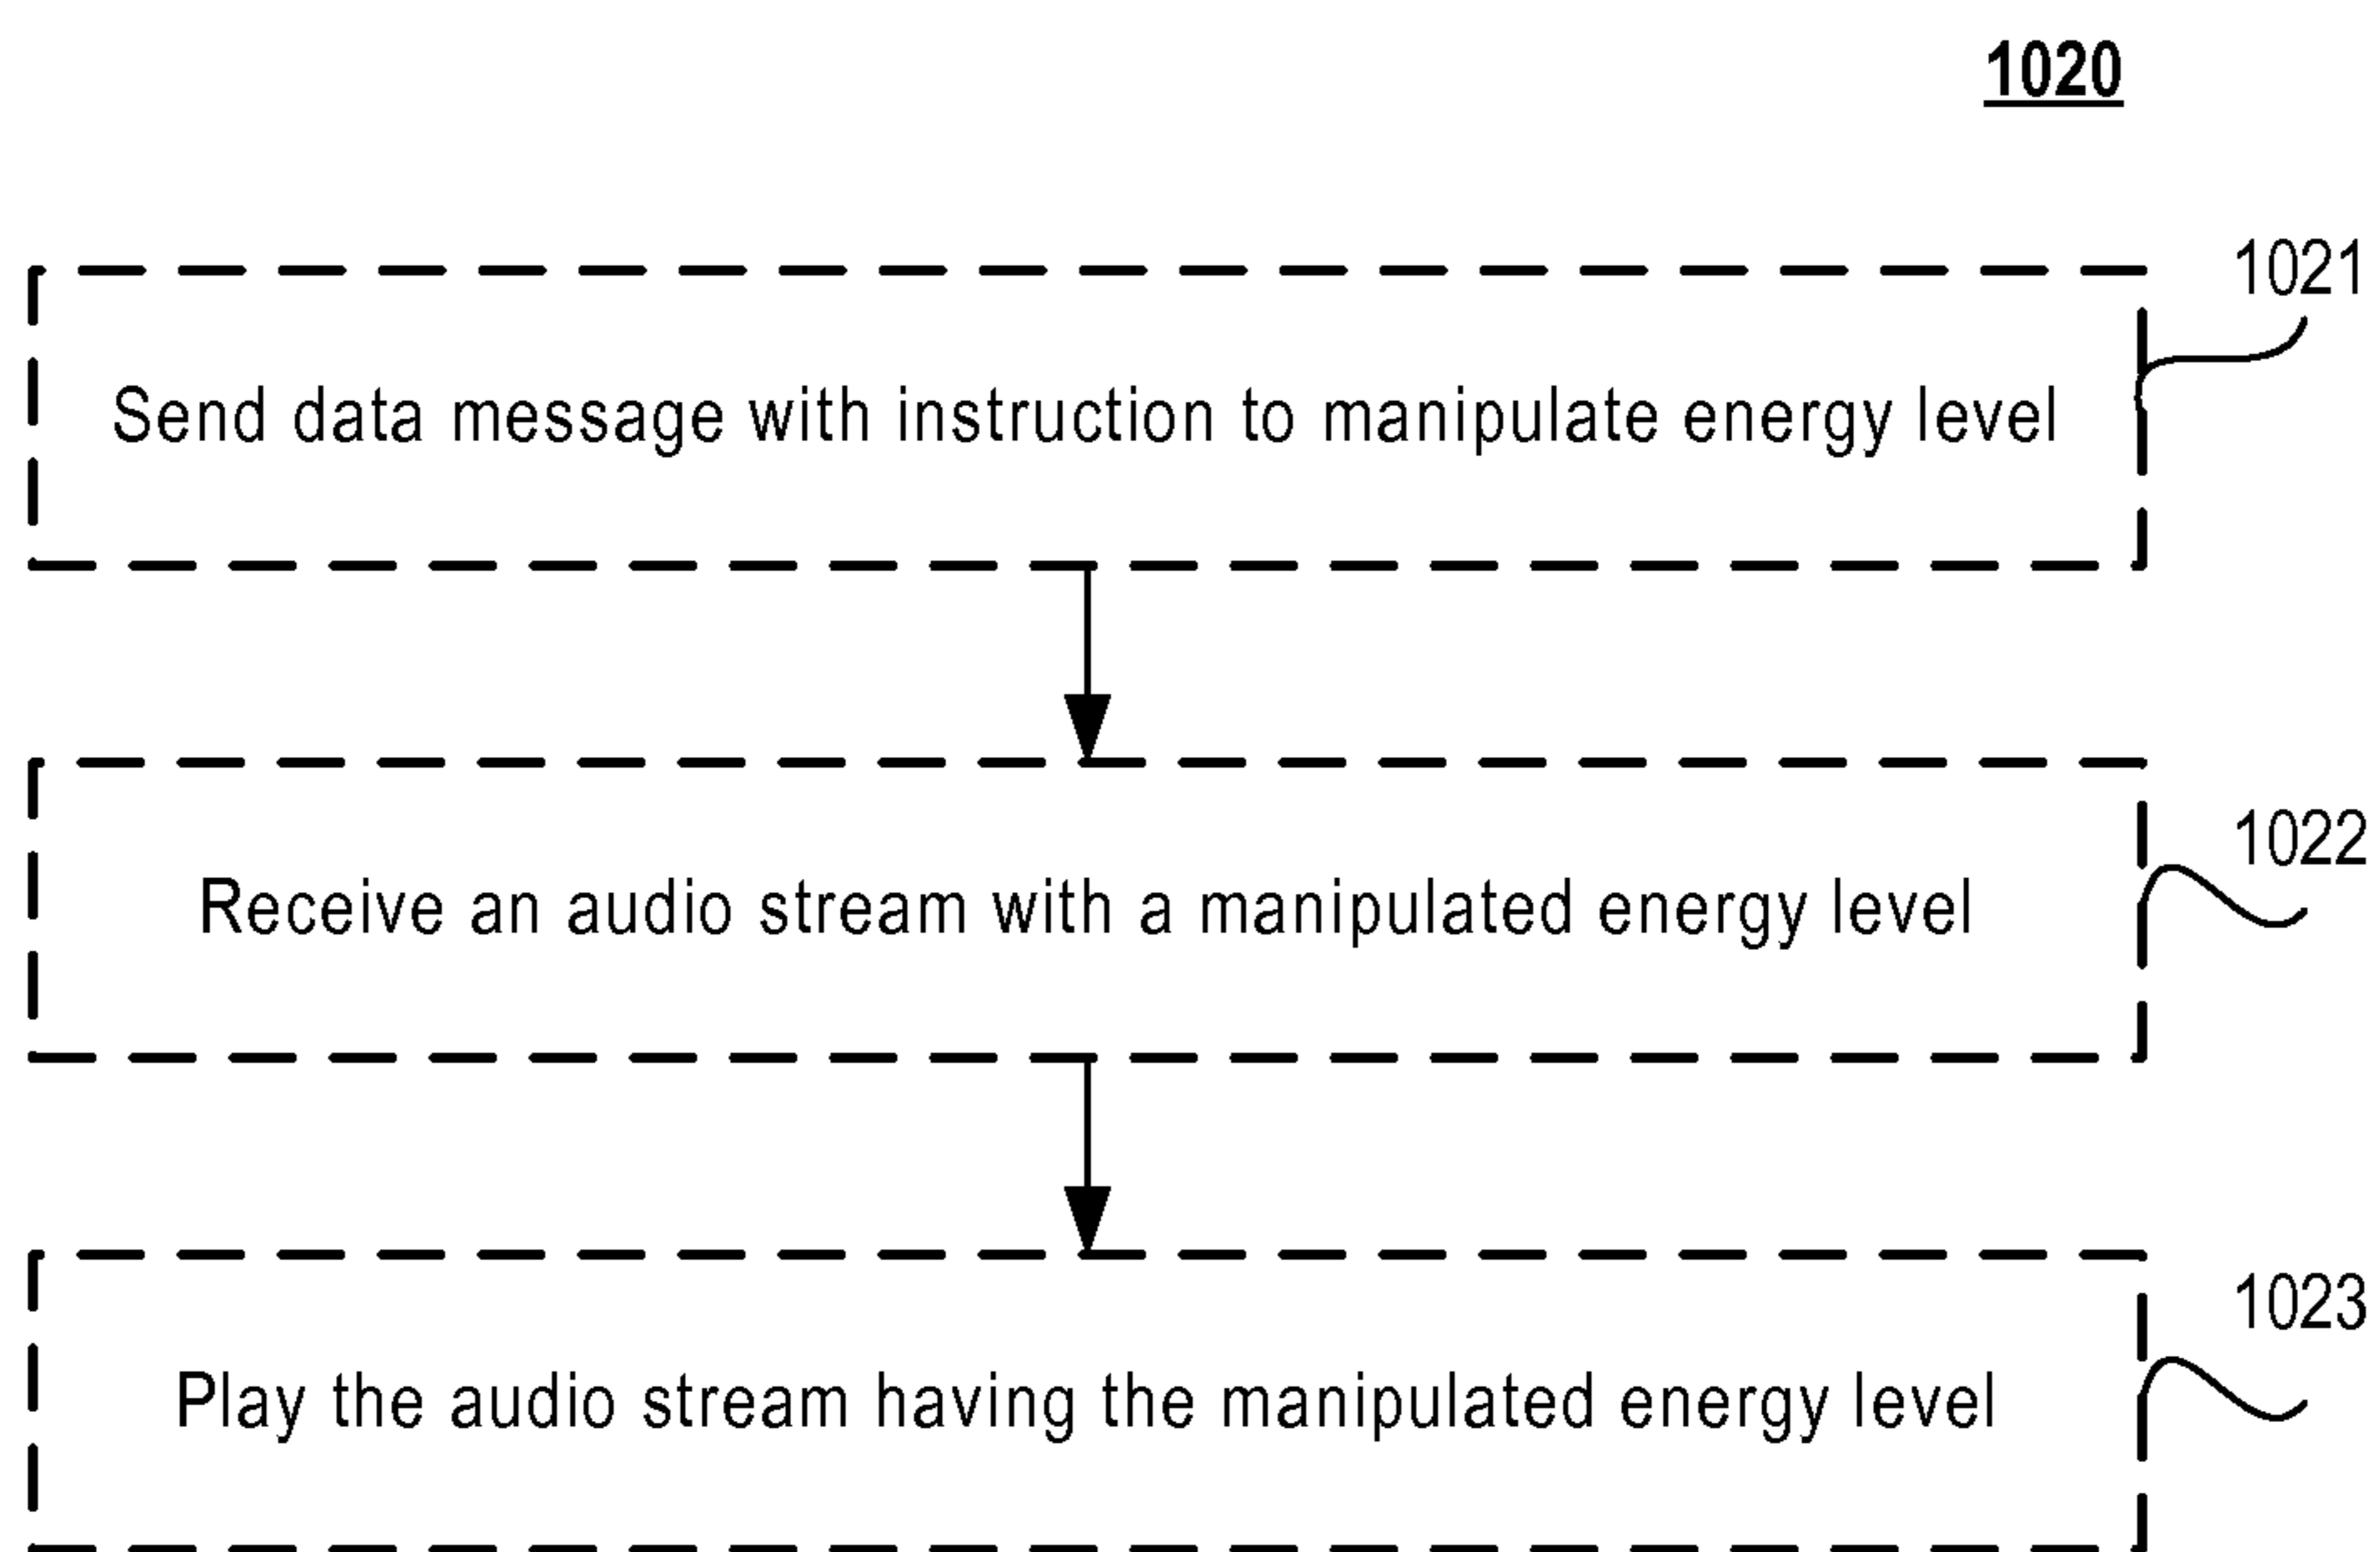 1020
1021
Send data message with instruction to manipulate energy level
1022
Receive an audio stream with a manipulated energy level
1023
Play the audio stream having the manipulated energy level